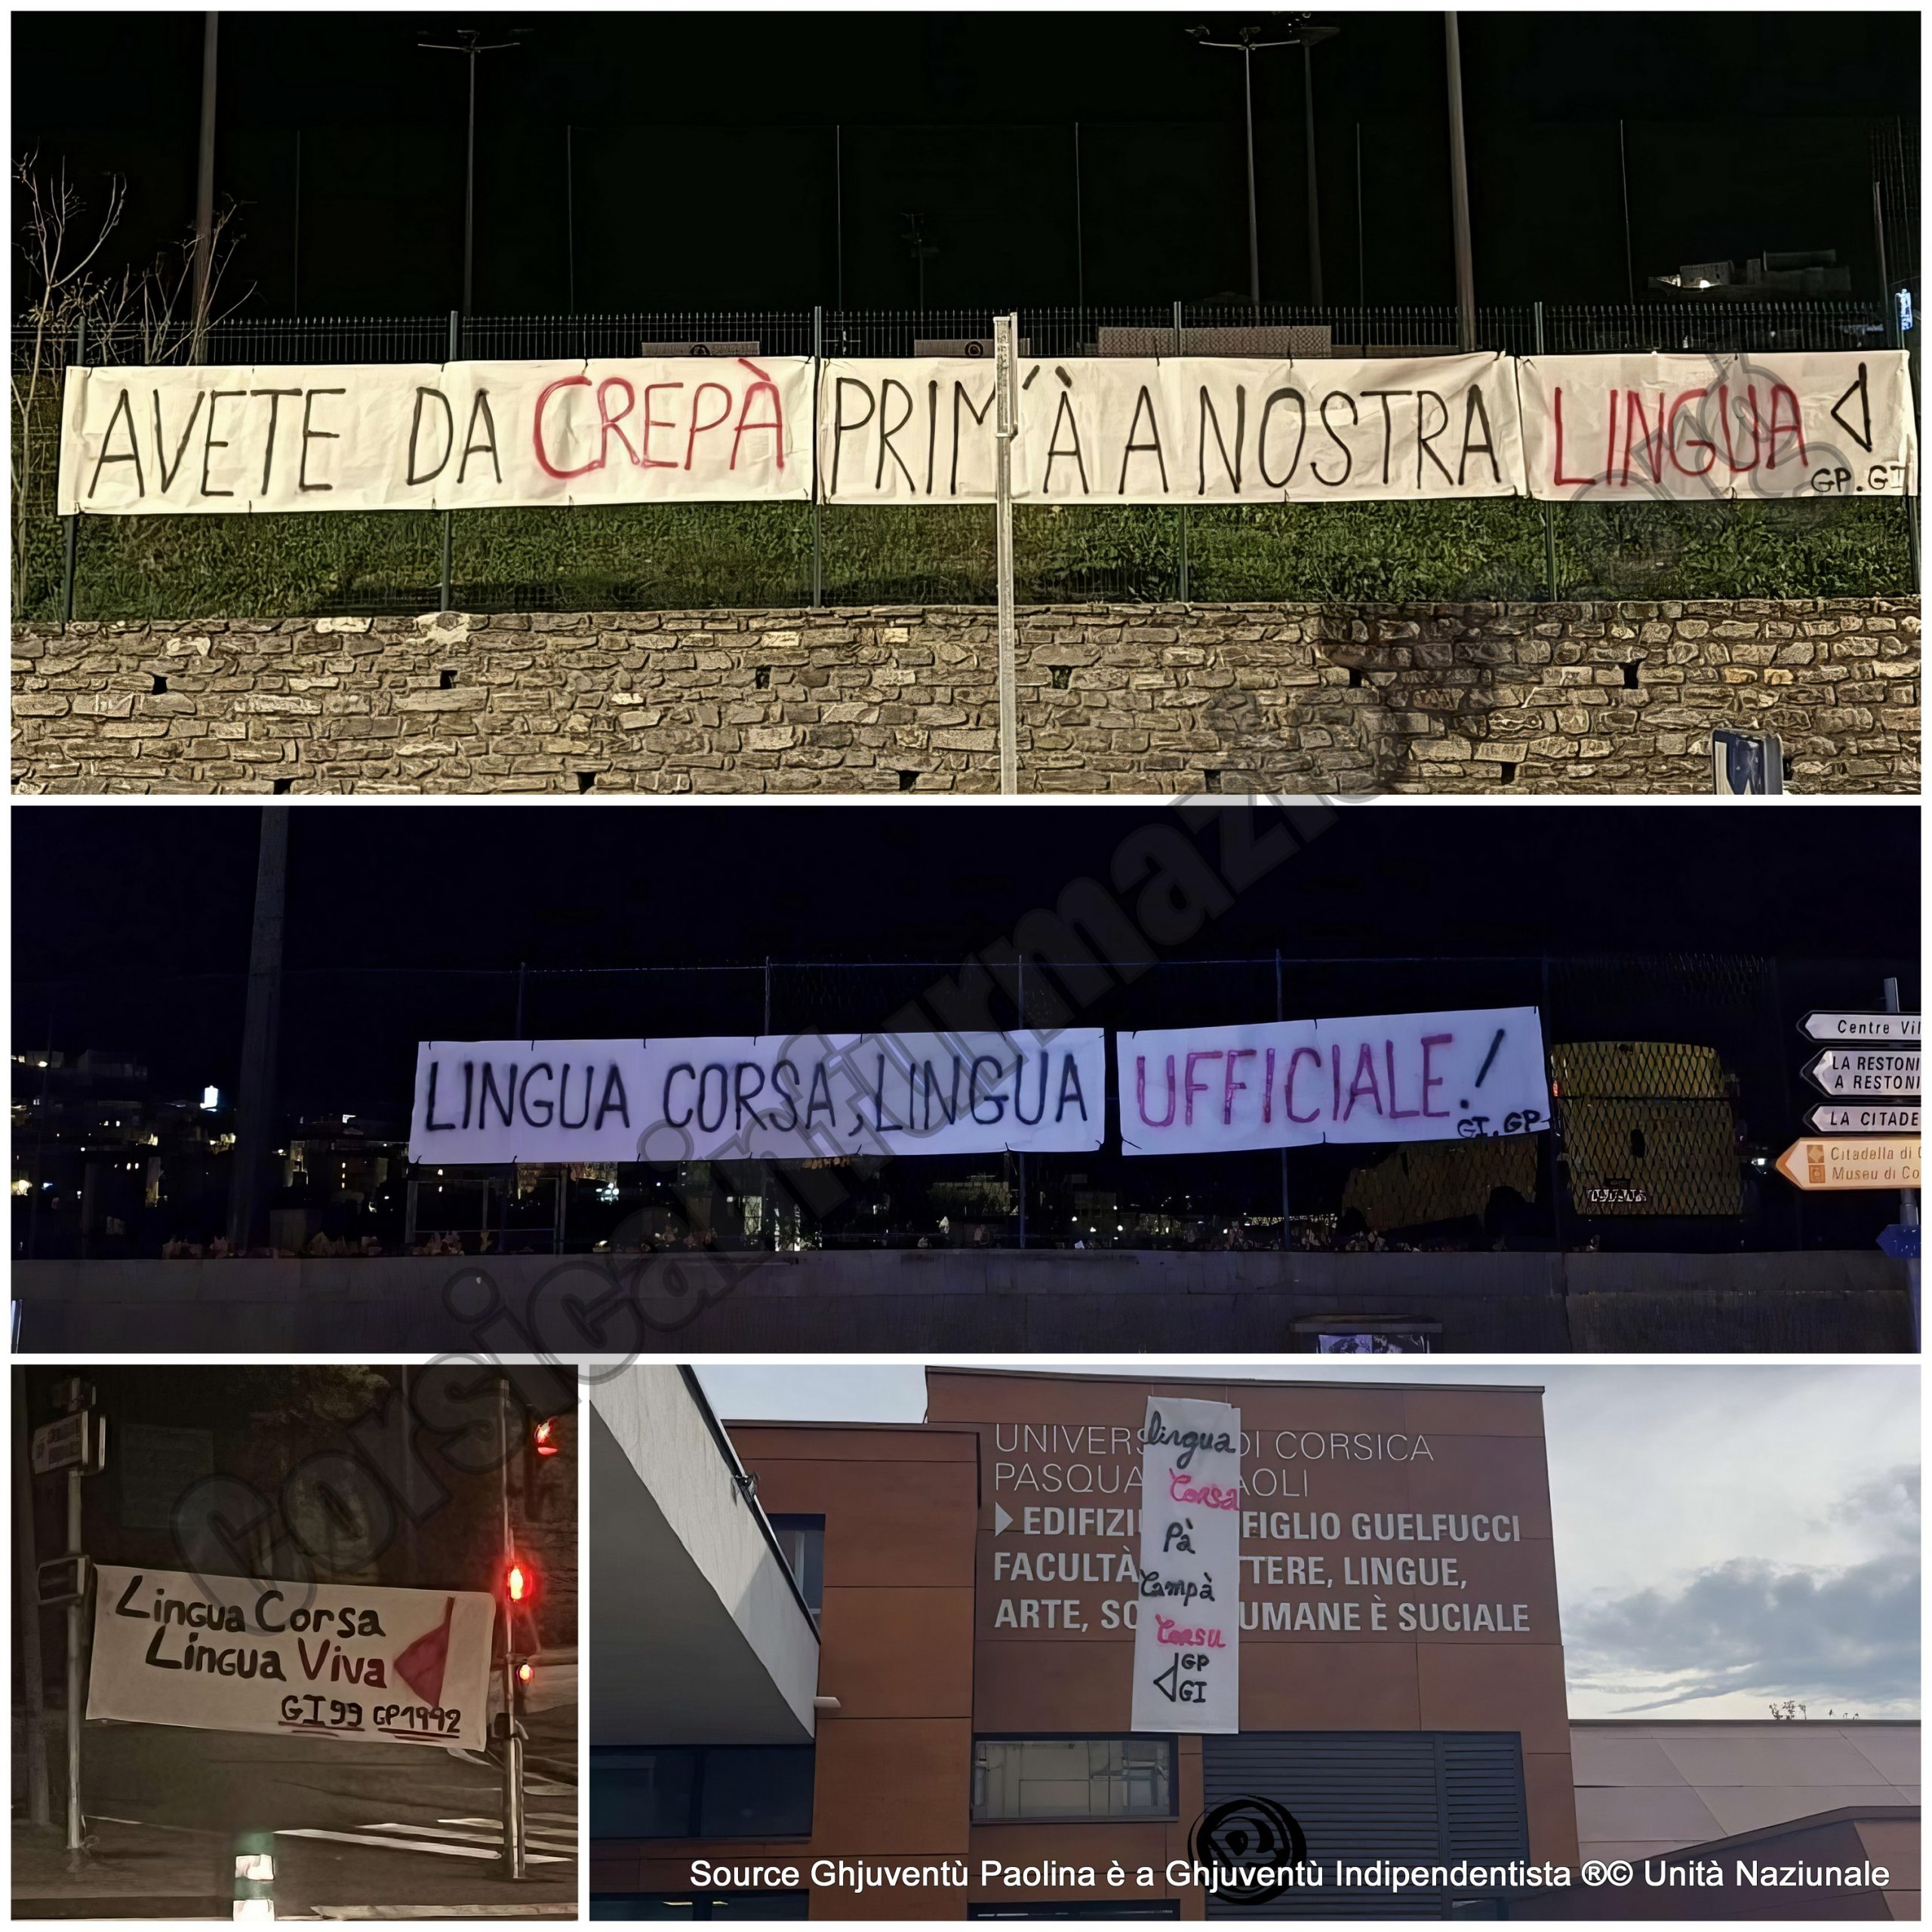 AVETE DA CREPÀ PRIM'À A NOSTRA LINGUA
GP.GI
LINGUA CORSA, LINGUA UFFICIALE!
GI.GP
Centre Vil
LA RESTONI
A RESTONI
LA CITADE
Citadella di C
Museu di Co
Lingua Corsa
Lingua Viva
GI99 GP1992
UNIVERS DI CORSICA
PASQUA AOLI
EDIFIZI FIGLIO GUELFUCCI
FACULTÀ TTERE, LINGUE,
ARTE, SC UMANE È SUCIALE
lingua
Corsa
Pà
Campà
Corsu
GP
GI
Source Ghjuventù Paolina è a Ghjuventù Indipendentista ®© Unità Naziunale